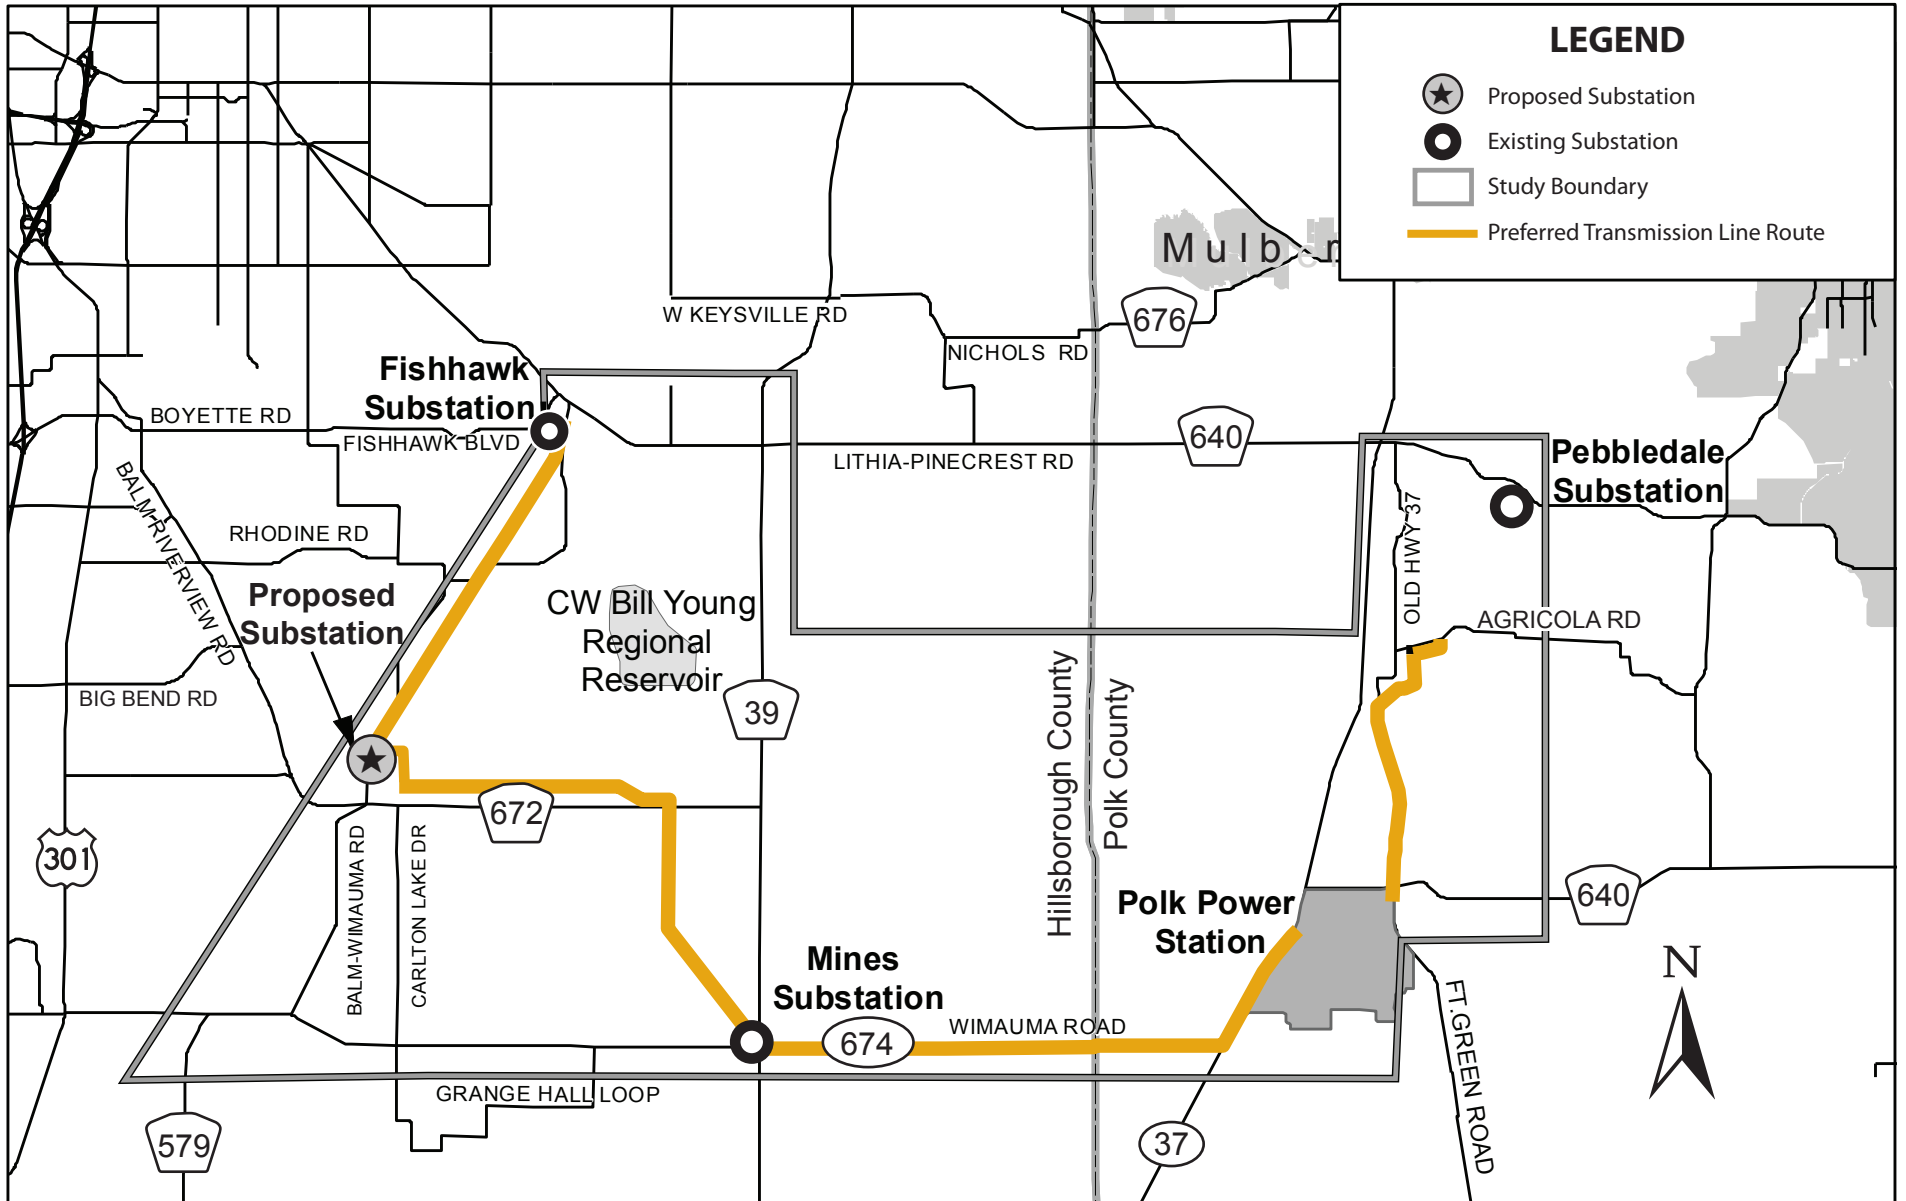 LEGEND
Proposed Substation
Existing Substation
Study Boundary
Preferred Transmission Line Route
Mulber
676
W KEYSVILLE RD
NICHOLS RD
Fishhawk
Substation
BOYETTE RD
FISHHAWK BLVD
640
LITHIA-PINECREST RD
Pebbledale
Substation
BALM-RIVERVIEW RD
RHODINE RD
OLD HWY 37
Proposed
Substation
CW Bill Young
Regional
Reservoir
AGRICOLA RD
BIG BEND RD
39
Hillsborough County
Polk County
672
301
BALM-WIMAUMA RD
CARLTON LAKE DR
Polk Power
Station
640
Mines
Substation
N
674
WIMAUMA ROAD
FT.GREEN ROAD
GRANGE HALL LOOP
579
37